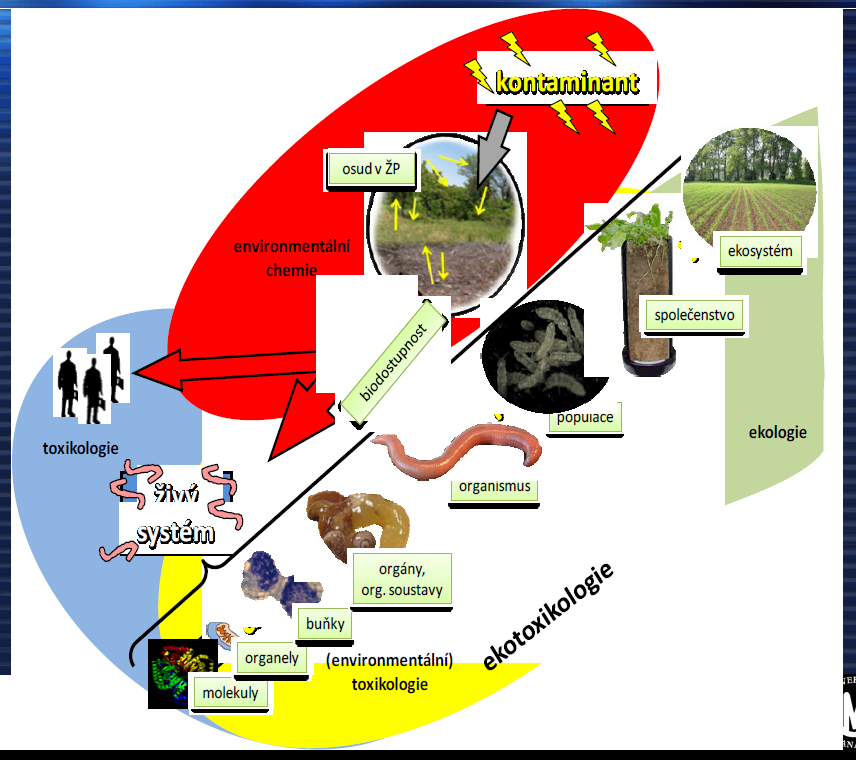 kontaminant
osud v ŽP
environmentální
chemie
ekosystém
společenstvo
biodostupnost
populace
ekologie
toxikologie
organismus
živý
systém
orgány,
org. soustavy
buňky
organely
molekuly
(environmentální)
toxikologie
ekotoxikologie